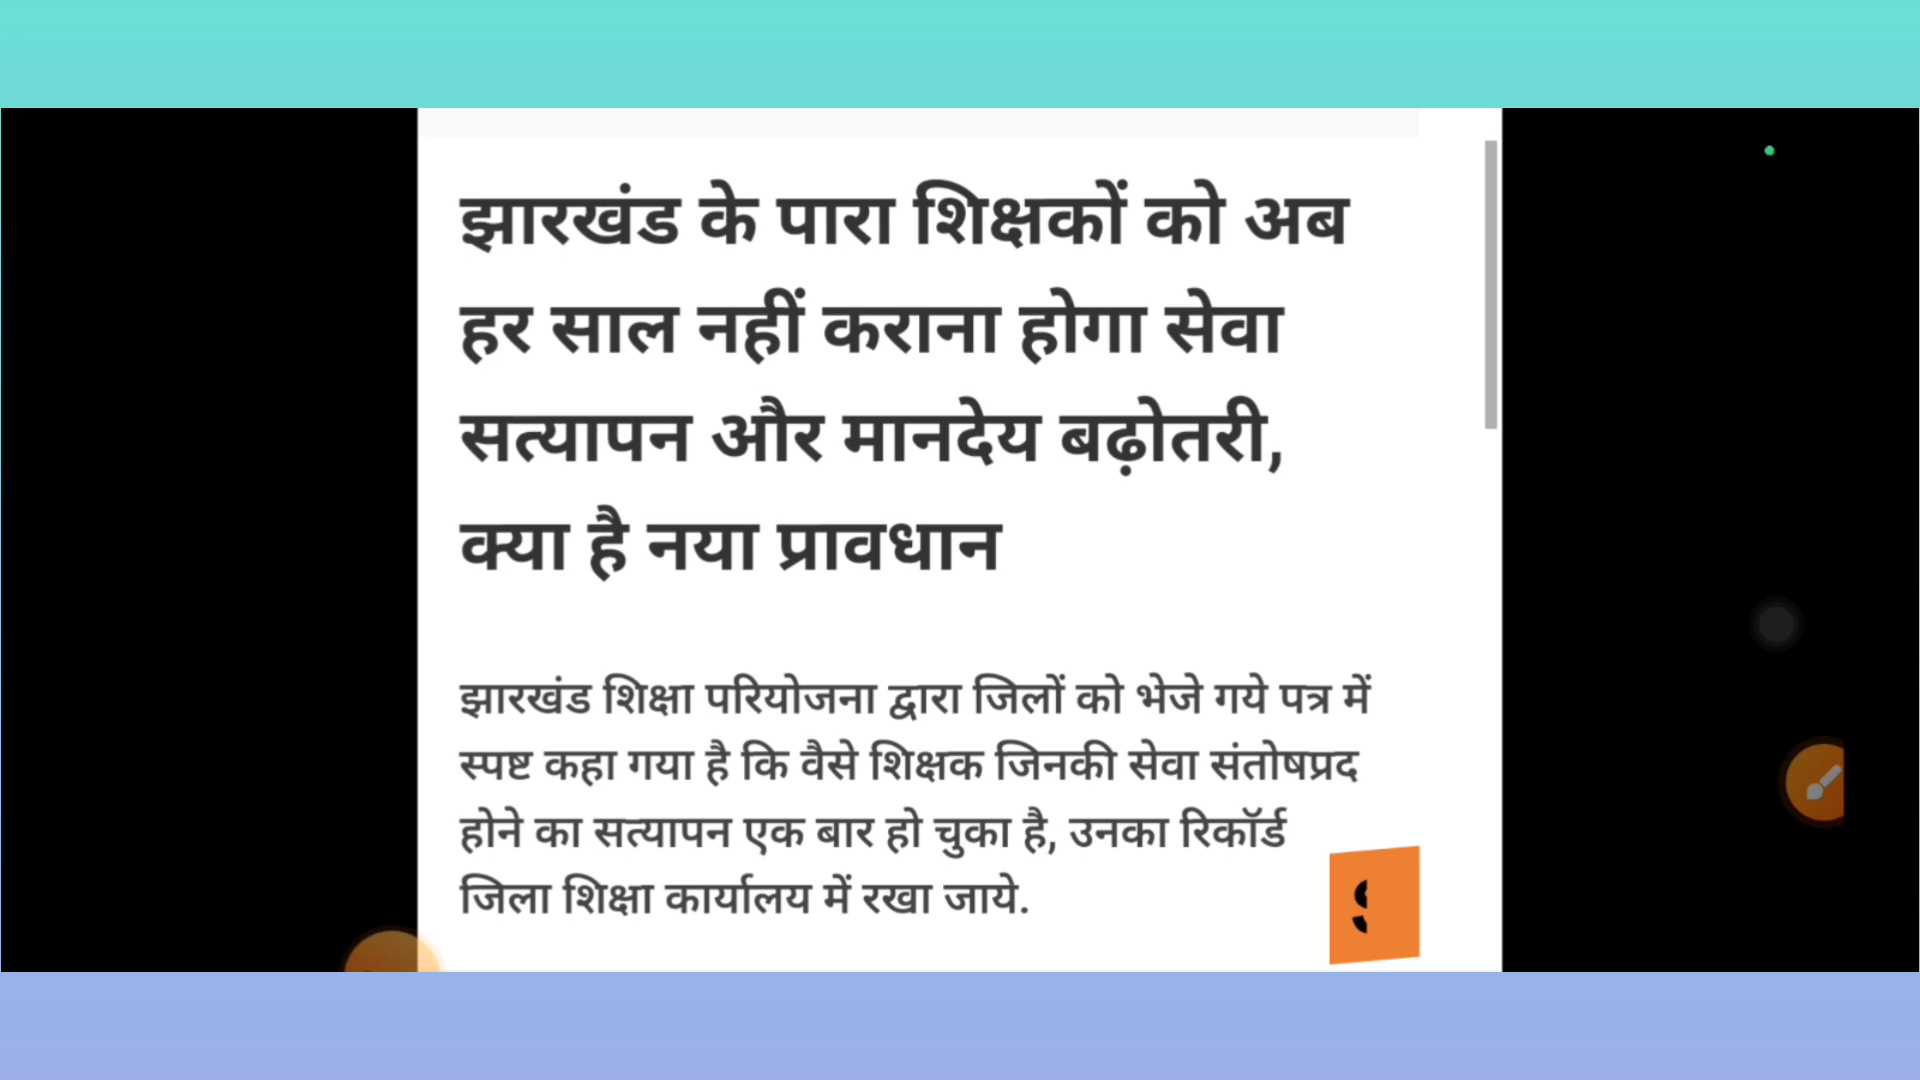 झारखंड के पारा शिक्षकों को अब
हर साल नहीं कराना होगा सेवा
सत्यापन और मानदेय बढ़ोतरी,
क्या है नया प्रावधान
झारखंड शिक्षा परियोजना द्वारा जिलों को भेजे गये पत्र में
स्पष्ट कहा गया है कि वैसे शिक्षक जिनकी सेवा संतोषप्रद
होने का सत्यापन एक बार हो चुका है, उनका रिकॉर्ड
जिला शिक्षा कार्यालय में रखा जाये.